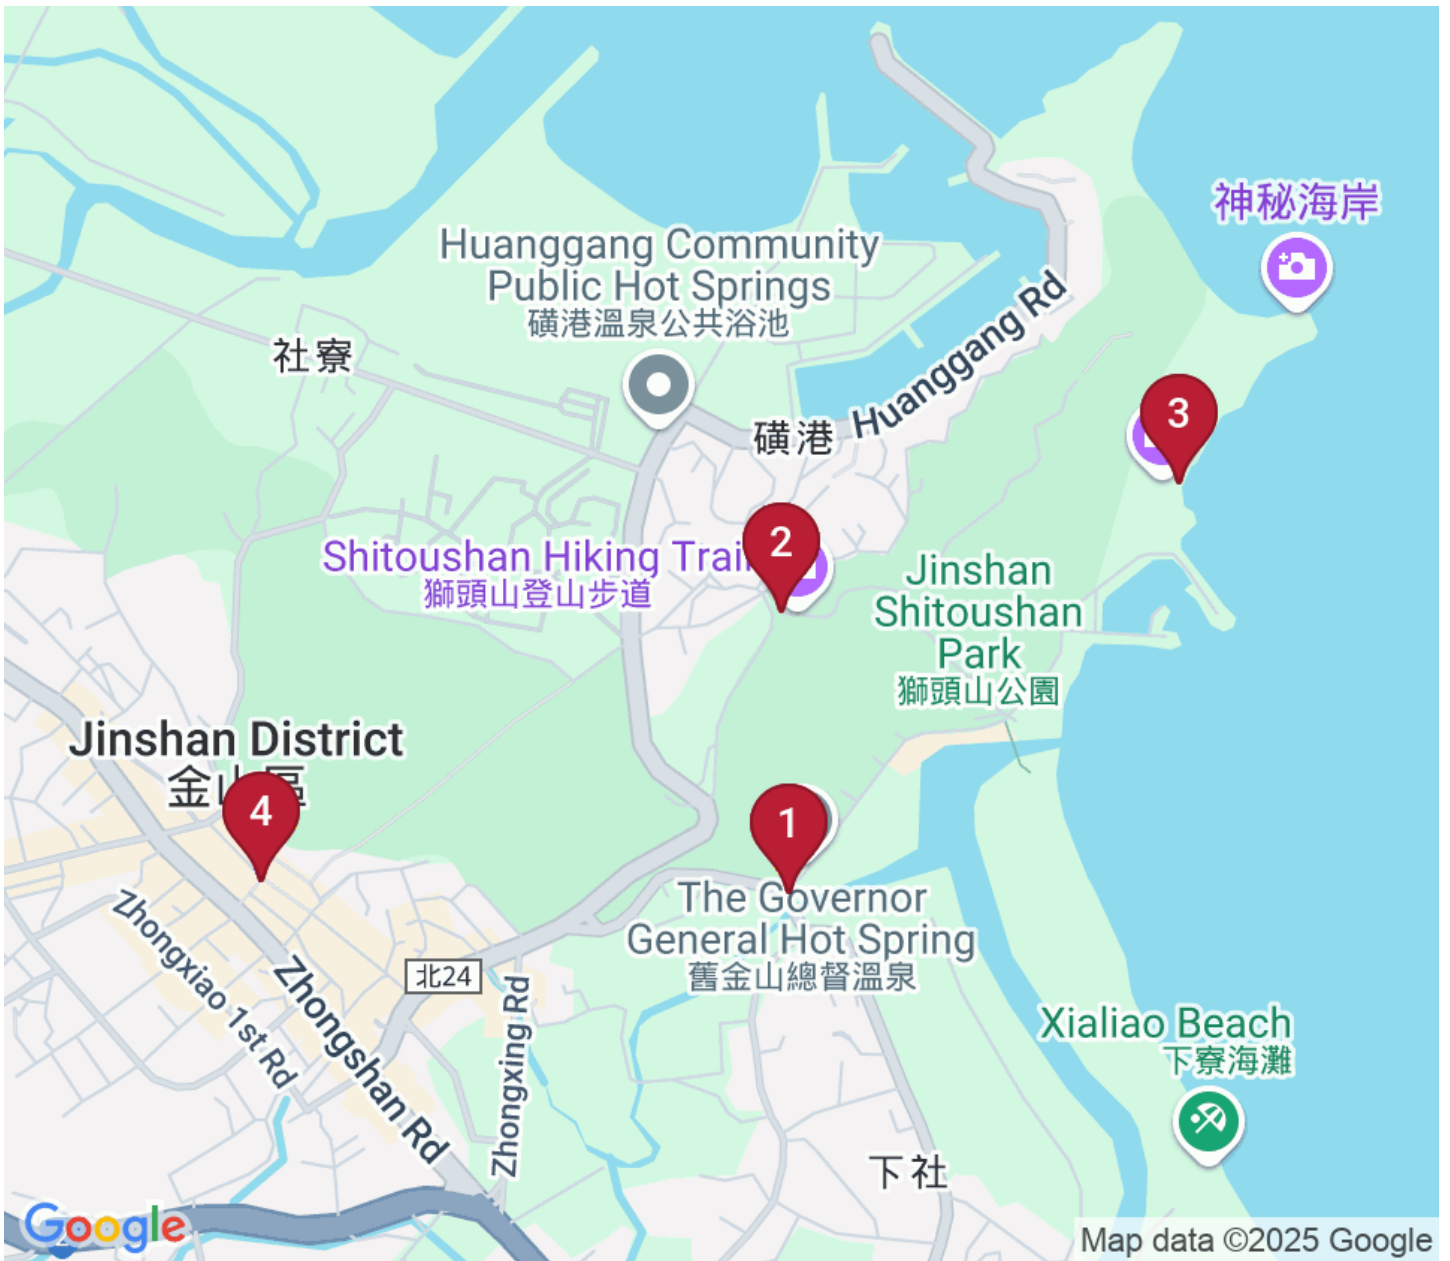 神秘海岸
Huanggang Community
Public Hot Springs
磺港溫泉公共浴池
Huanggang Rd
社寮
磺港
3
2
Shitoushan Hiking Trail
獅頭山登山步道
Jinshan
Shitoushan
Park
獅頭山公園
Jinshan District
金山區
4
1
The Governor
General Hot Spring
舊金山總督溫泉
Zhongxiao 1st Rd
Zhongshan Rd
北24
Zhongxing Rd
Xialiao Beach
下寮海灘
下社
Google
Map data ©2025 Google